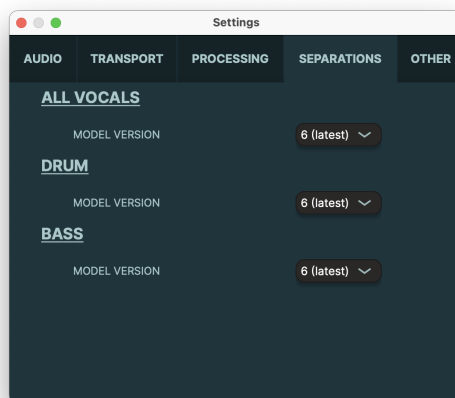 Settings
AUDIO TRANSPORT PROCESSING SEPARATIONS OTHER
ALL VOCALS
MODEL VERSION 6 (latest)
DRUM
MODEL VERSION 6 (latest)
BASS
MODEL VERSION 6 (latest)